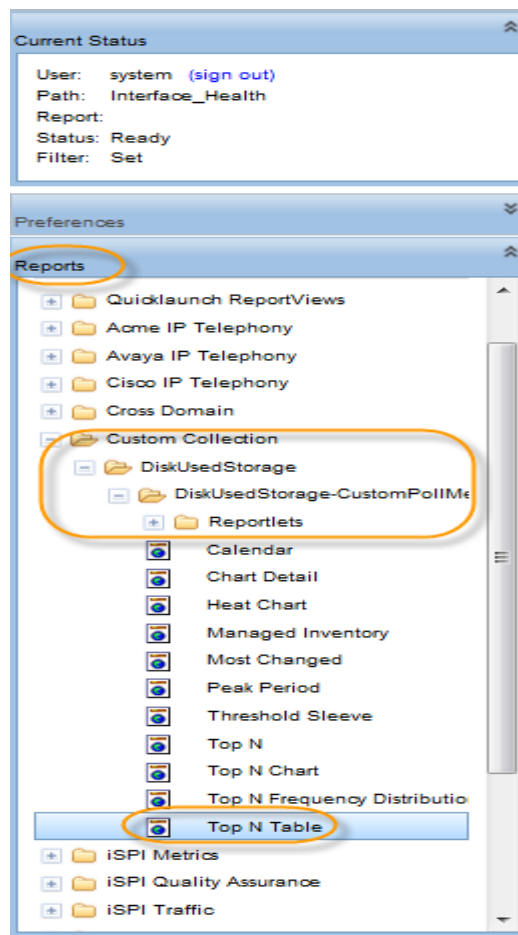 Current Status
User: system (sign out)
Path: Interface_Health
Report:
Status: Ready
Filter: Set
Preferences
Reports
Quicklaunch ReportViews
Acme IP Telephony
Avaya IP Telephony
Cisco IP Telephony
Cross Domain
Custom Collection
DiskUsedStorage
DiskUsedStorage-CustomPollMe
Reportlets
Calendar
Chart Detail
Heat Chart
Managed Inventory
Most Changed
Peak Period
Threshold Sleeve
Top N
Top N Chart
Top N Frequency Distributio
Top N Table
iSPI Metrics
iSPI Quality Assurance
iSPI Traffic